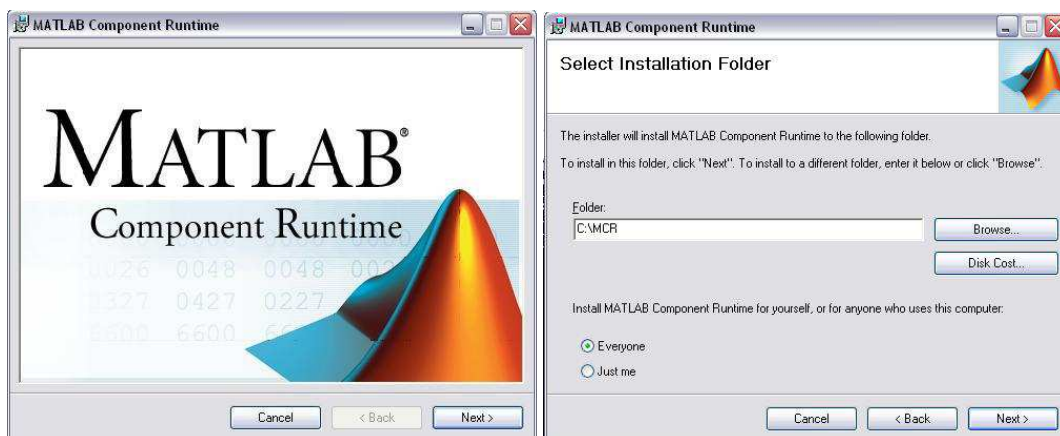 MATLAB Component Runtime
MATLAB®
Component Runtime
0026 0048 0048
0327 0427 0227
6600 6600
Cancel
< Back
Next >
MATLAB Component Runtime
Select Installation Folder
The installer will install MATLAB Component Runtime to the following folder.
To install in this folder, click "Next". To install to a different folder, enter it below or click "Browse".
Folder:
C:\MCR
Browse...
Disk Cost...
Install MATLAB Component Runtime for yourself, or for anyone who uses this computer:
Everyone
Just me
Cancel
< Back
Next >